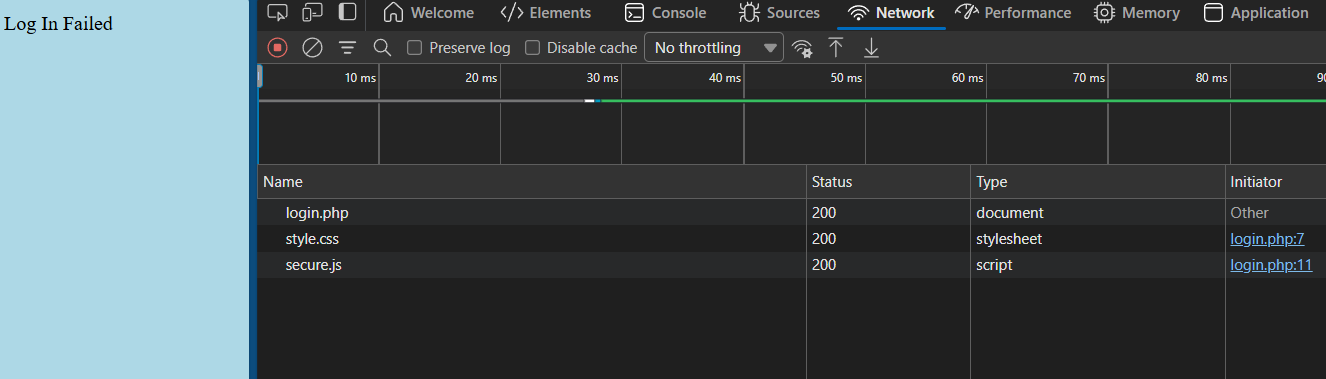 Log In Failed
Welcome Elements Console Sources Network Performance Memory Application
Preserve log Disable cache No throttling
10 ms 20 ms 30 ms 40 ms 50 ms 60 ms 70 ms 80 ms 90
Name Status Type Initiator
login.php 200 document Other
style.css 200 stylesheet login.php:7
secure.js 200 script login.php:11